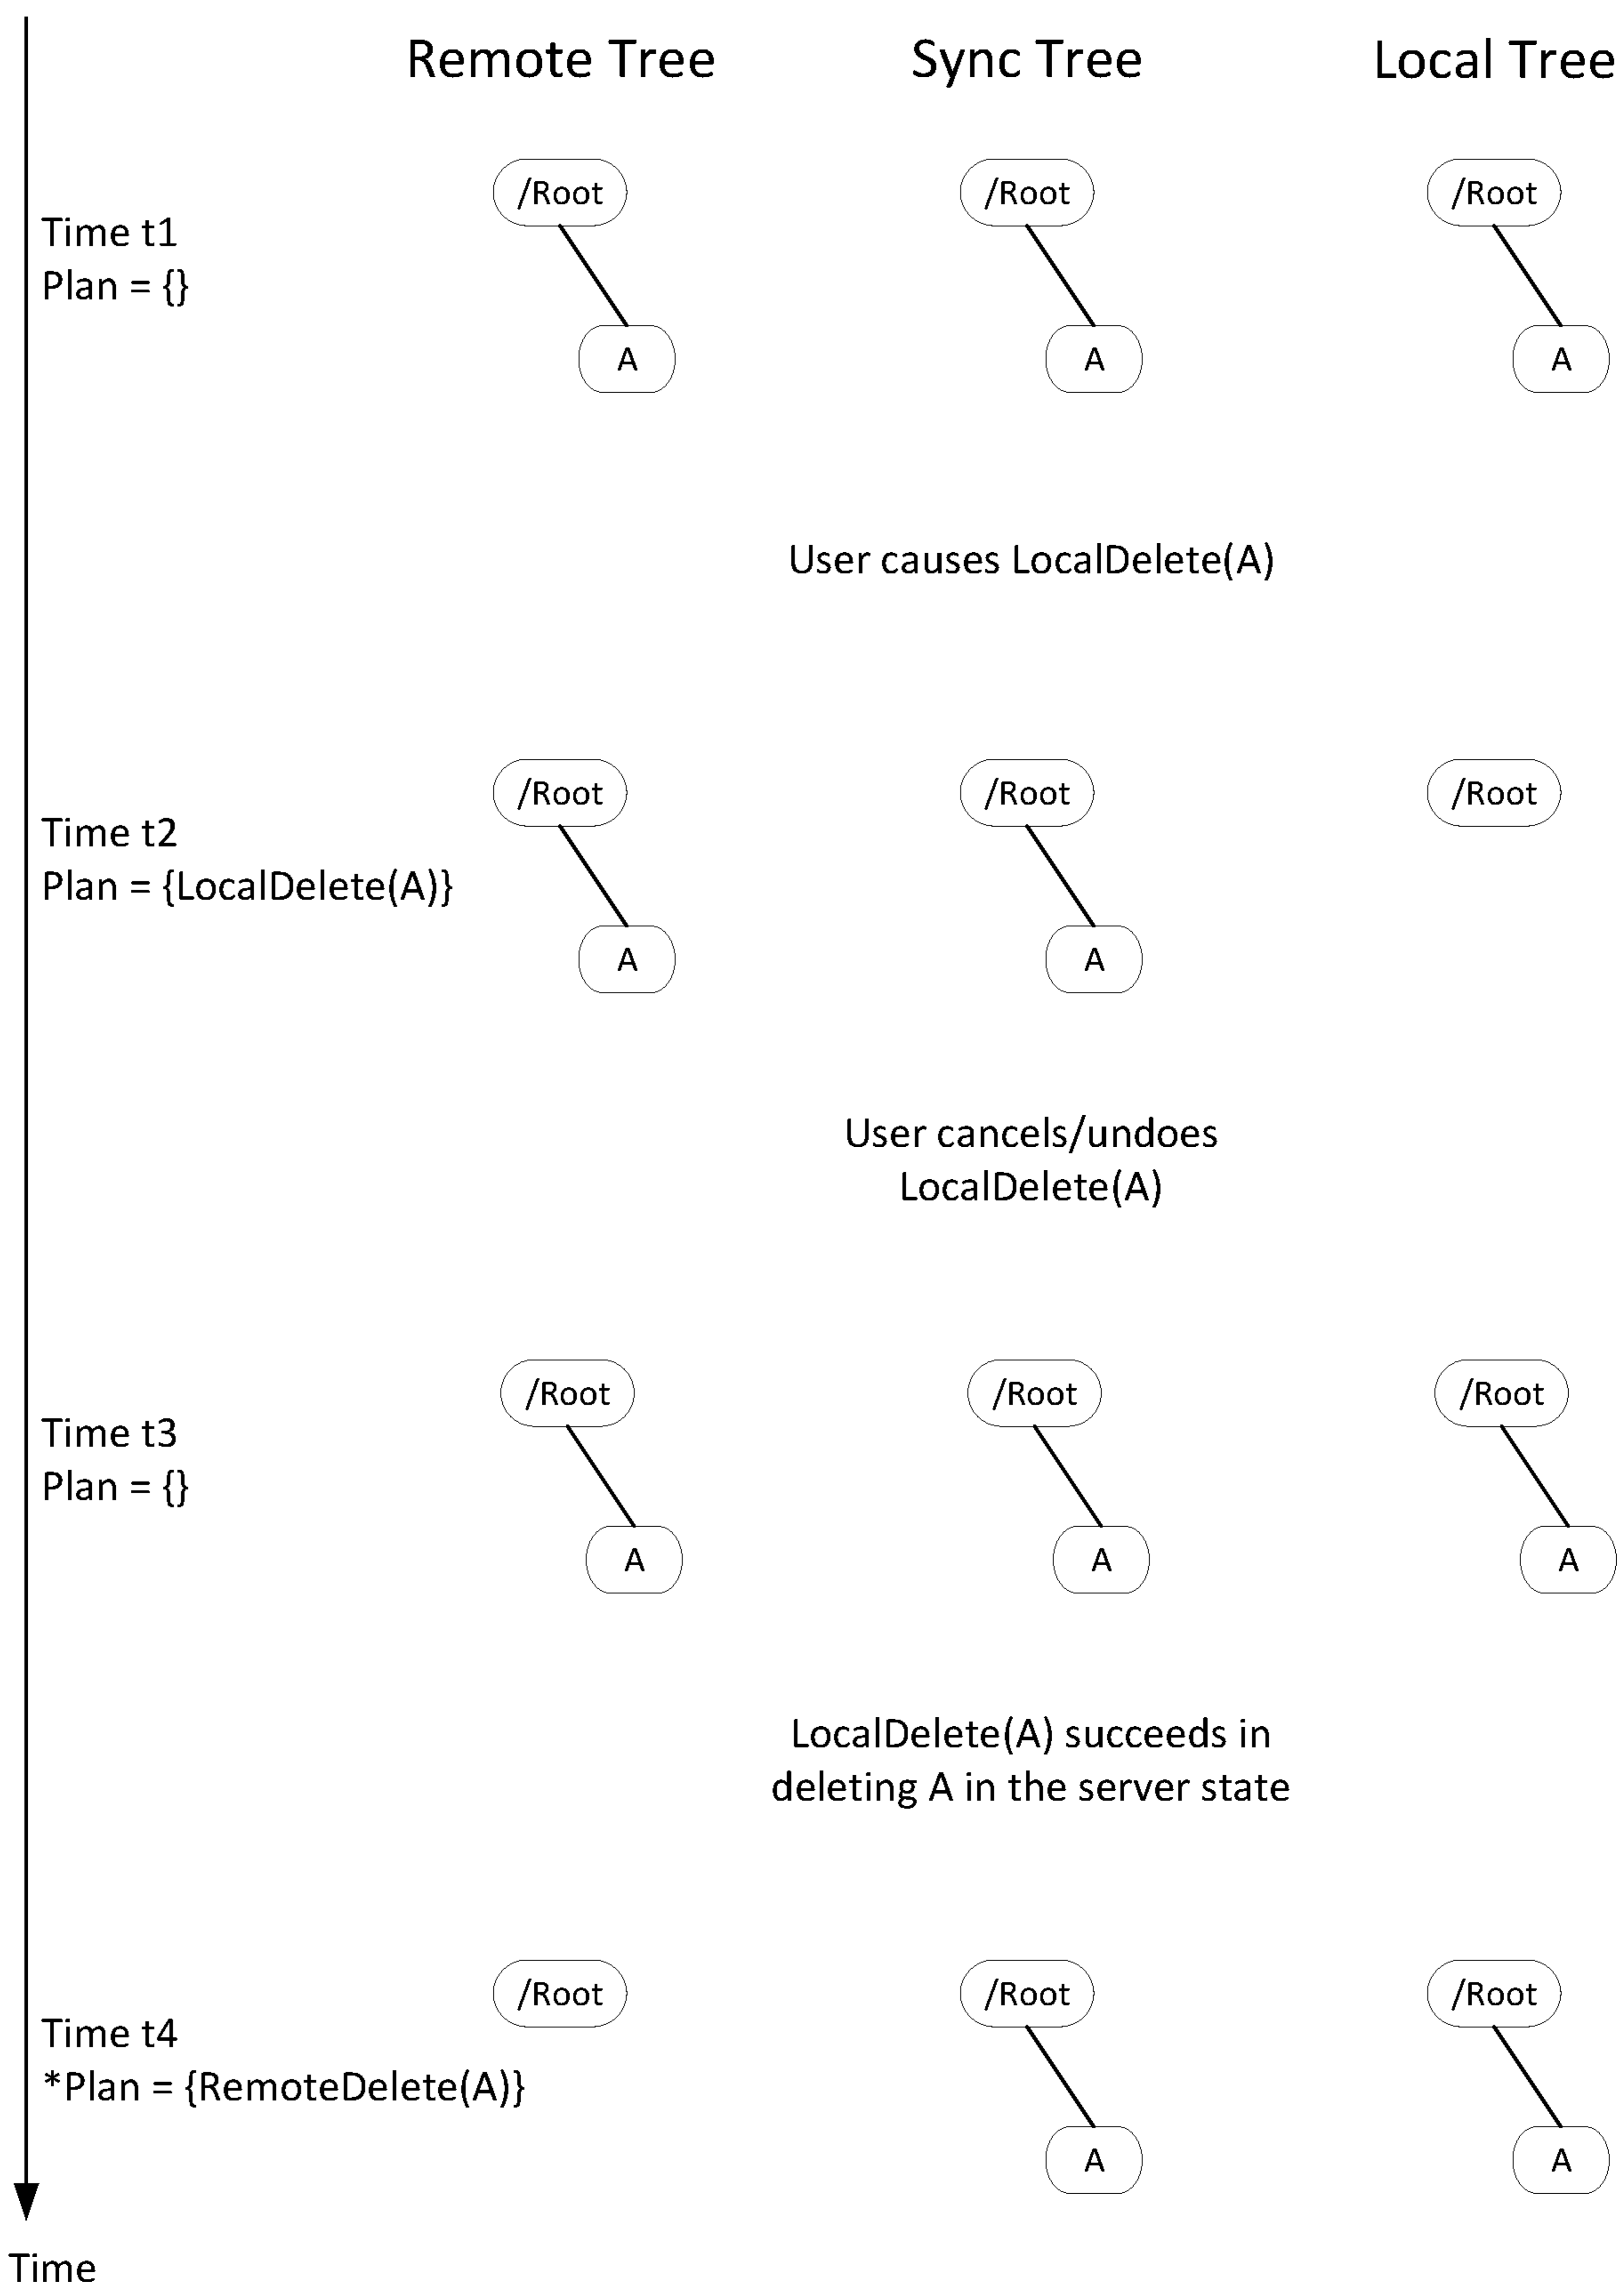 Remote Tree Sync Tree Local Tree
/Root /Root /Root
Time t1
Plan = {}
A A A
User causes LocalDelete(A)
/Root /Root /Root
Time t2
Plan = {LocalDelete(A)}
A A
User cancels/undoes
LocalDelete(A)
/Root /Root /Root
Time t3
Plan = {}
A A A
LocalDelete(A) succeeds in
deleting A in the server state
/Root /Root /Root
Time t4
*Plan = {RemoteDelete(A)}
A A
Time